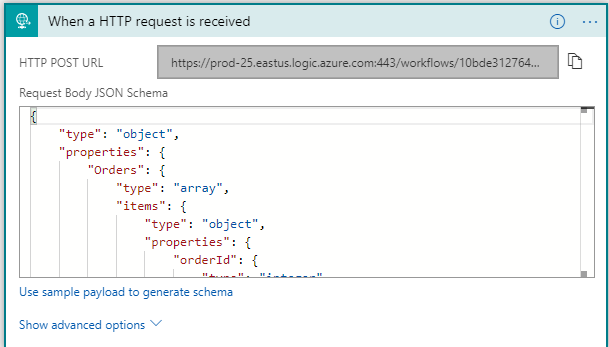 When a HTTP request is received
HTTP POST URL
https://prod-25.eastus.logic.azure.com:443/workflows/10bde312764...
Request Body JSON Schema
{
"type": "object",
"properties": {
"Orders": {
"type": "array",
"items": {
"type": "object",
"properties": {
"orderId": {
"type": "integer"
Use sample payload to generate schema
Show advanced options